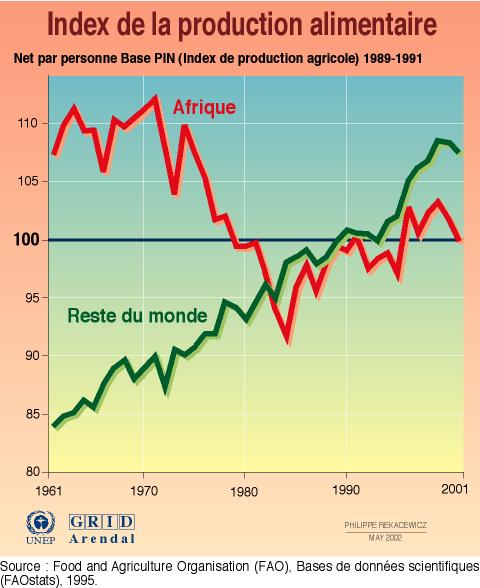 Index de la production alimentaire
Net par personne Base PIN (Index de production agricole) 1989-1991
Afrique
110
105
100
95
Reste du monde
90
85
80
1961
1970
1980
1990
2001
UNEP
GRID
Arendal
PHILIPPE REKACEWICZ
MAY 2002
Source : Food and Agriculture Organisation (FAO), Bases de données scientifiques
(FAOstats), 1995.